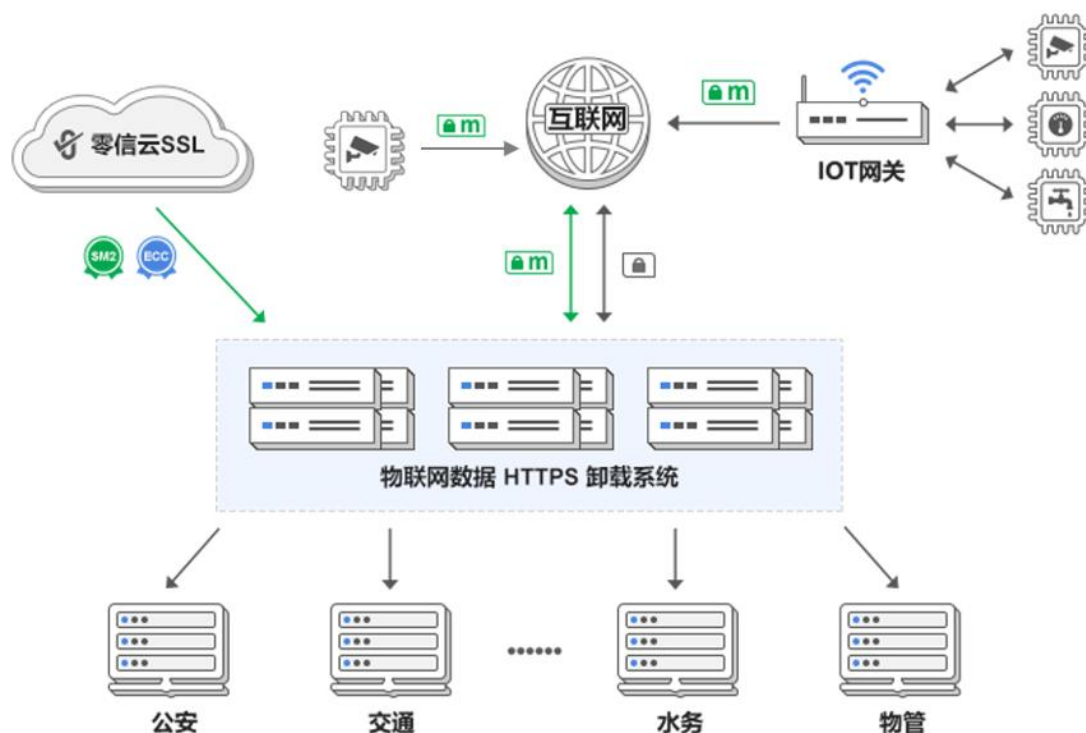 零信云SSL
m
互联网
m
IOT网关
SM2
ECC
m
物联网数据 HTTPS 卸载系统
公安
交通
······
水务
物管